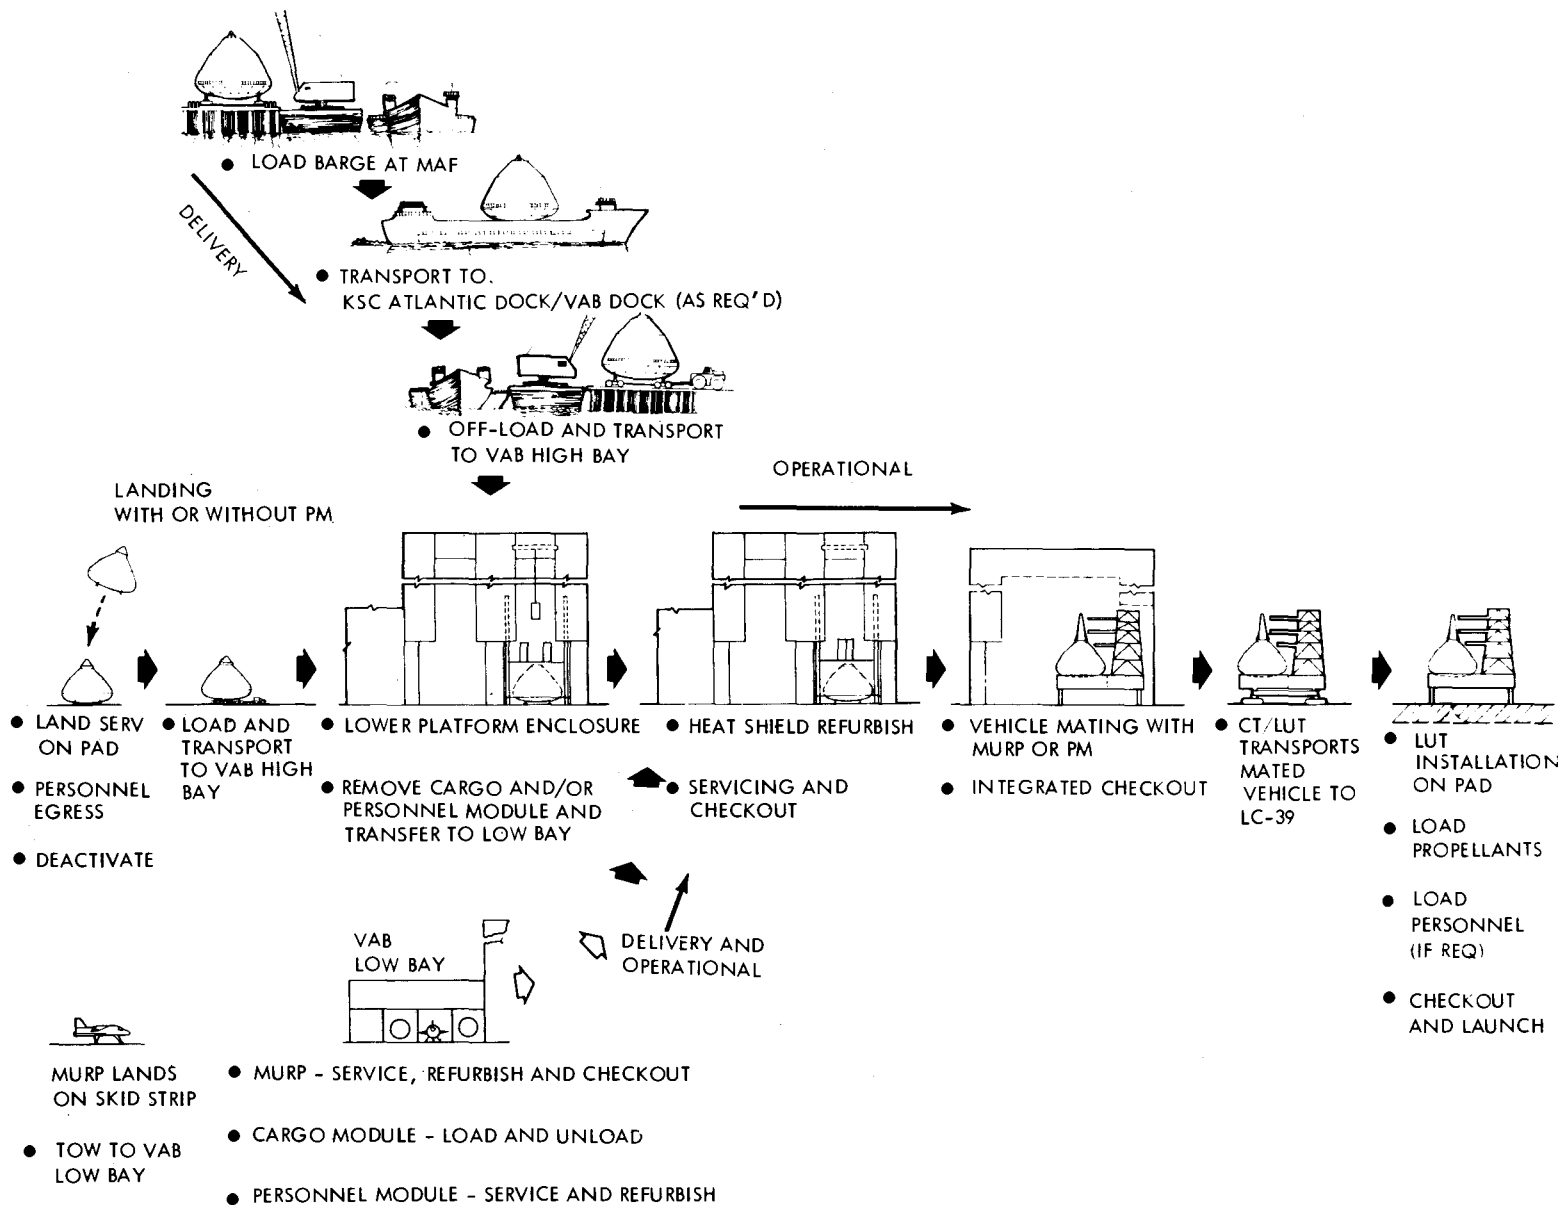 ● LOAD BARGE AT MAF
DELIVERY
● TRANSPORT TO.
KSC ATLANTIC DOCK/VAB DOCK (AS REQ'D)
● OFF-LOAD AND TRANSPORT
TO VAB HIGH BAY
OPERATIONAL
LANDING
WITH OR WITHOUT PM
● LAND SERV
ON PAD
● PERSONNEL
EGRESS
● DEACTIVATE
● LOAD AND
TRANSPORT
TO VAB HIGH
BAY
● LOWER PLATFORM ENCLOSURE
● REMOVE CARGO AND/OR
PERSONNEL MODULE AND
TRANSFER TO LOW BAY
● HEAT SHIELD REFURBISH
● SERVICING AND
CHECKOUT
● VEHICLE MATING WITH
MURP OR PM
● INTEGRATED CHECKOUT
● CT/LUT
TRANSPORTS
MATED
VEHICLE TO
LC-39
● LUT
INSTALLATION
ON PAD
● LOAD
PROPELLANTS
● LOAD
PERSONNEL
(IF REQ)
● CHECKOUT
AND LAUNCH
VAB
LOW BAY
DELIVERY AND
OPERATIONAL
MURP LANDS
ON SKID STRIP
● TOW TO VAB
LOW BAY
● MURP - SERVICE, REFURBISH AND CHECKOUT
● CARGO MODULE - LOAD AND UNLOAD
● PERSONNEL MODULE - SERVICE AND REFURBISH